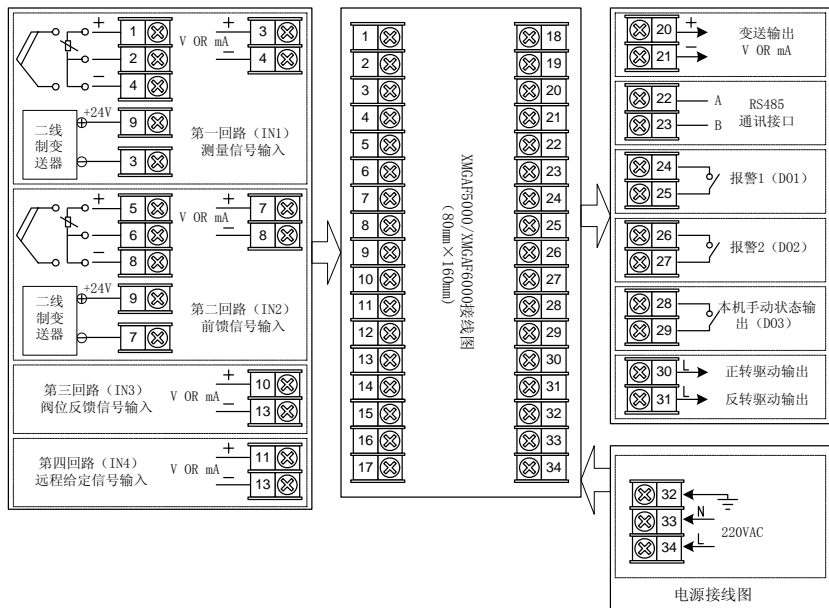 +
1
2
−
4
V OR mA
+
3
−
4
二线
制变
送器
+24V
9
3
第一回路（IN1）
测量信号输入
+
5
6
−
8
V OR mA
+
7
−
8
二线
制变
送器
+24V
9
7
第二回路（IN2）
前馈信号输入
第三回路（IN3）
阀位反馈信号输入
V OR mA
+
10
−
13
第四回路（IN4）
远程给定信号输入
V OR mA
+
11
−
13
1
2
3
4
5
6
7
8
9
10
11
12
13
14
15
16
17
XMGAF5000/XMGAF6000接线图
（80mm×160mm）
18
19
20
21
22
23
24
25
26
27
28
29
30
31
32
33
34
20
+
21
−
变送输出
V OR mA
22
A
23
B
RS485
通讯接口
24
25
报警1（DO1）
26
27
报警2（DO2）
28
29
本机手动状态输
出（DO3）
30
L
正转驱动输出
31
L
反转驱动输出
32
33
N
34
L
220VAC
电源接线图